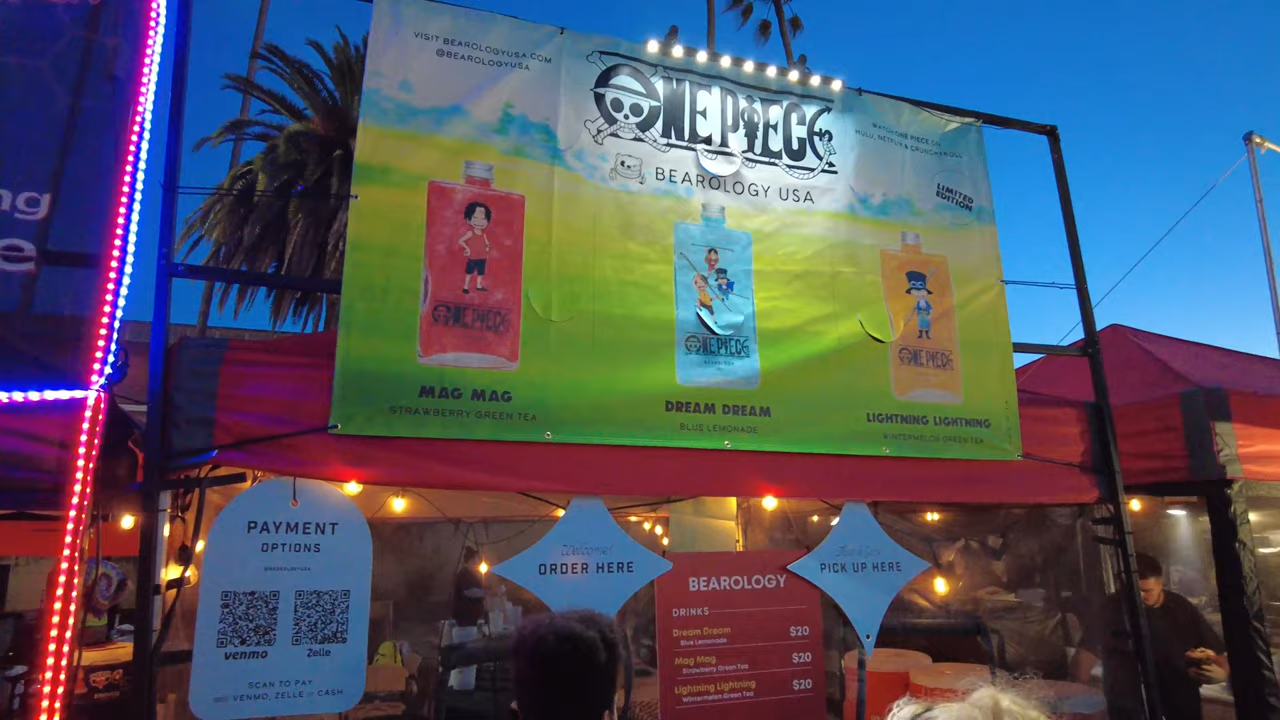 ng
e
VISIT BEAROLOGYUSA.COM
@BEAROLOGYUSA
ONE PIECE
BEAROLOGY USA
WATCH ONE PIECE ON
HULU, NETFLIX & CRUNCHYROLL
LIMITED
EDITION
ONE PIECE
MAG MAG
STRAWBERRY GREEN TEA
ONE PIECE
DREAM DREAM
BLUE LEMONADE
ONE PIECE
LIGHTNING LIGHTNING
WINTERMELON GREEN TEA
PAYMENT
OPTIONS
@BEAROLOGYUSA
venmo
Zelle
SCAN TO PAY
VENMO, ZELLE CASH
Welcome!
ORDER HERE
BEAROLOGY
DRINKS
Dream Dream $20
Blue Lemonade
Mag Mag $20
Strawberry Green Tea
Lightning Lightning $20
Wintermelon Green Tea
PICK UP HERE